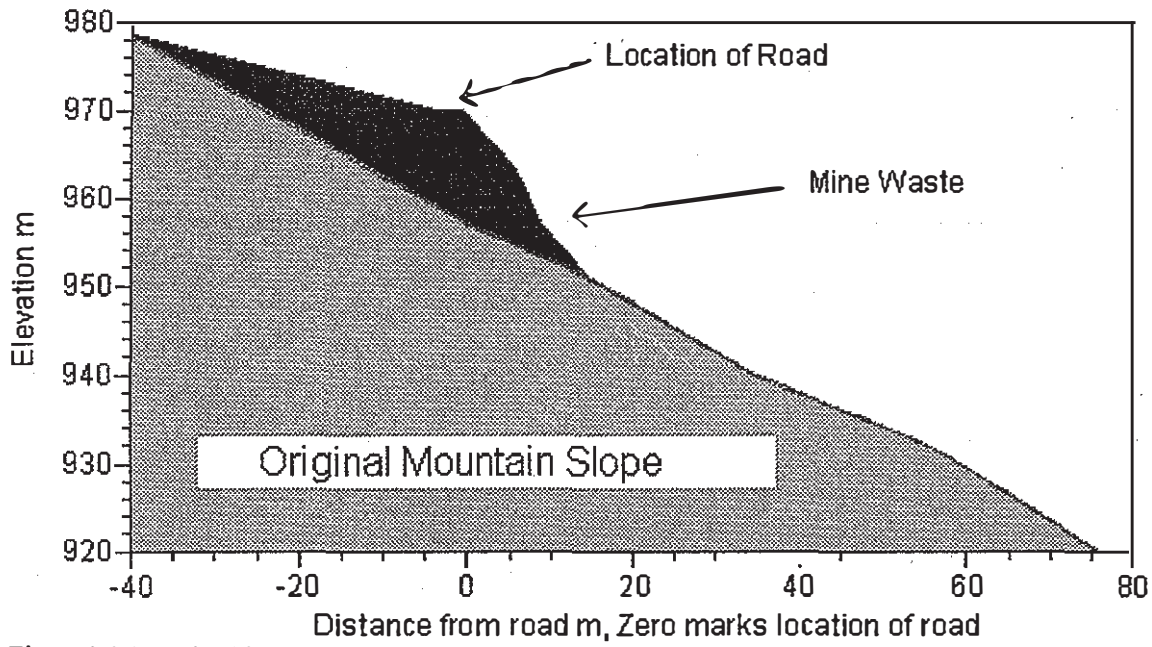 980
970
960
950
940
930
920
Elevation m
Location of Road
Mine Waste
Original Mountain Slope
-40
-20
0
20
40
60
80
Distance from road m, Zero marks location of road